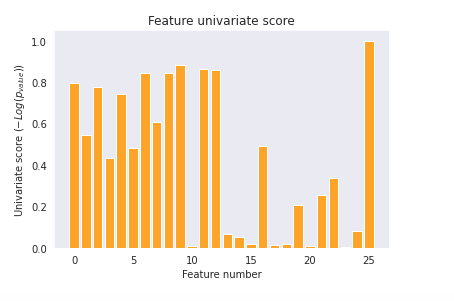 Feature univariate score
Univariate score (−Log(p_value))
1.0
0.8
0.6
0.4
0.2
0.0
0 5 10 15 20 25
Feature number